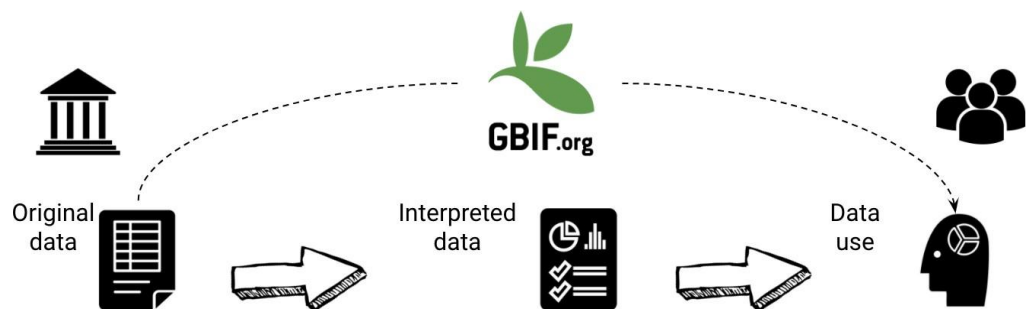 GBIF.org
Original
data
Interpreted
data
Data
use